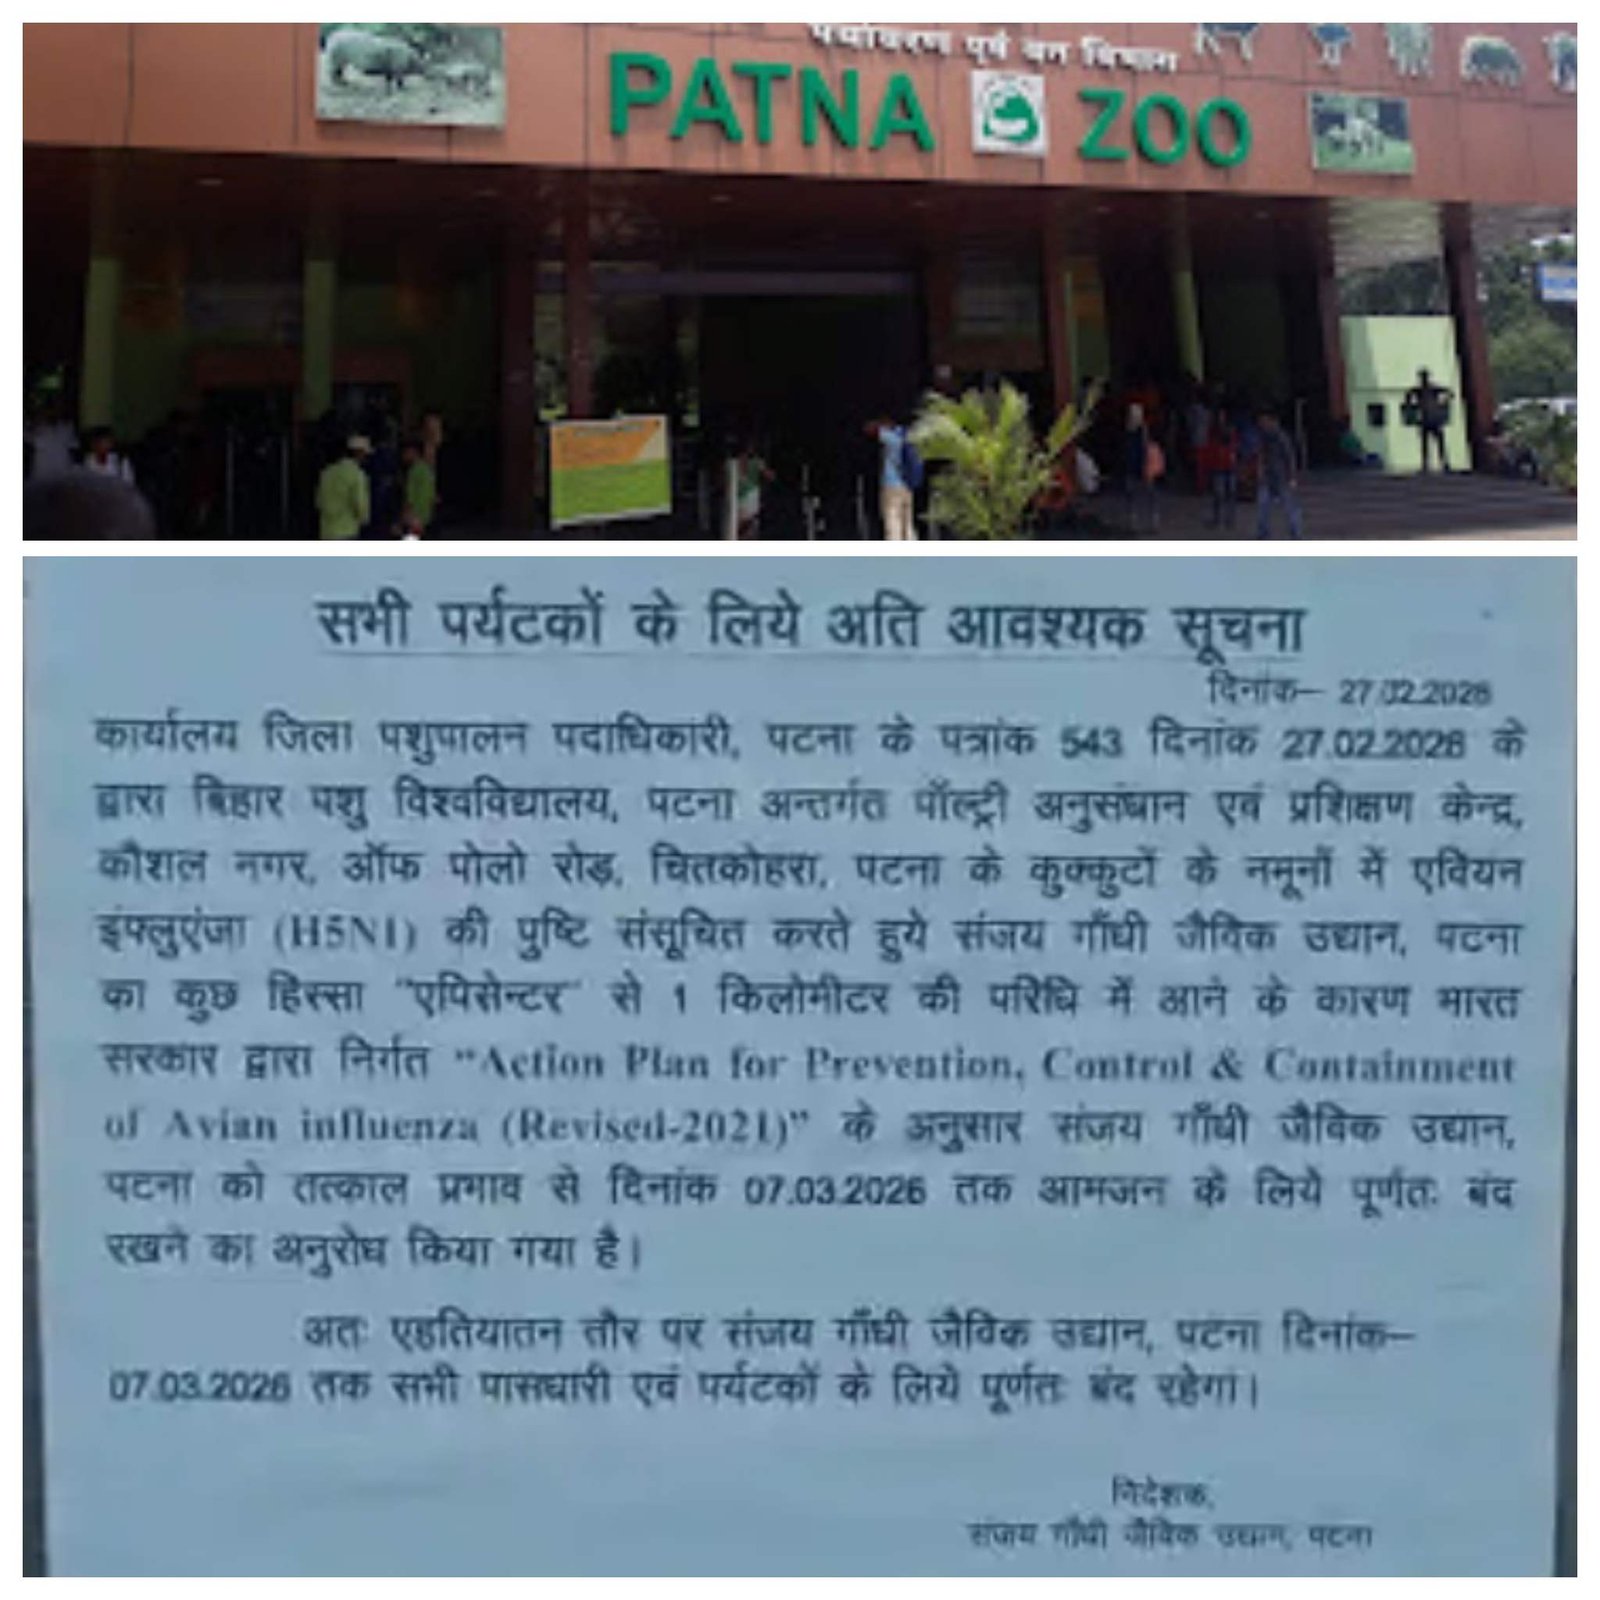 पर्यावरण एवं वन विभाग
PATNA ZOO
सभी पर्यटकों के लिये अति आवश्यक सूचना
दिनांक– 27.02.2026
कार्यालय जिला पशुपालन पदाधिकारी, पटना के पत्रांक 543 दिनांक 27.02.2026 के
द्वारा बिहार पशु विश्वविद्यालय, पटना अन्तर्गत पॉल्ट्री अनुसंधान एवं प्रशिक्षण केन्द्र,
कौशल नगर, ऑफ पोलो रोड, चितकोहरा, पटना के कुक्कुटों के नमूनों में एवियन
इंफ्लुएंजा (H5N1) की पुष्टि संसूचित करते हुये संजय गाँधी जैविक उद्यान, पटना
का कुछ हिस्सा "एपिसेन्टर" से 1 किलोमीटर की परिधि में आने के कारण भारत
सरकार द्वारा निर्गत "Action Plan for Prevention, Control & Containment
of Avian influenza (Revised-2021)" के अनुसार संजय गाँधी जैविक उद्यान,
पटना को तत्काल प्रभाव से दिनांक 07.03.2026 तक आमजन के लिये पूर्णतः बंद
रखने का अनुरोध किया गया है।
अतः एहतियातन तौर पर संजय गाँधी जैविक उद्यान, पटना दिनांक–
07.03.2026 तक सभी पासधारी एवं पर्यटकों के लिये पूर्णतः बंद रहेगा।
निदेशक,
संजय गाँधी जैविक उद्यान, पटना